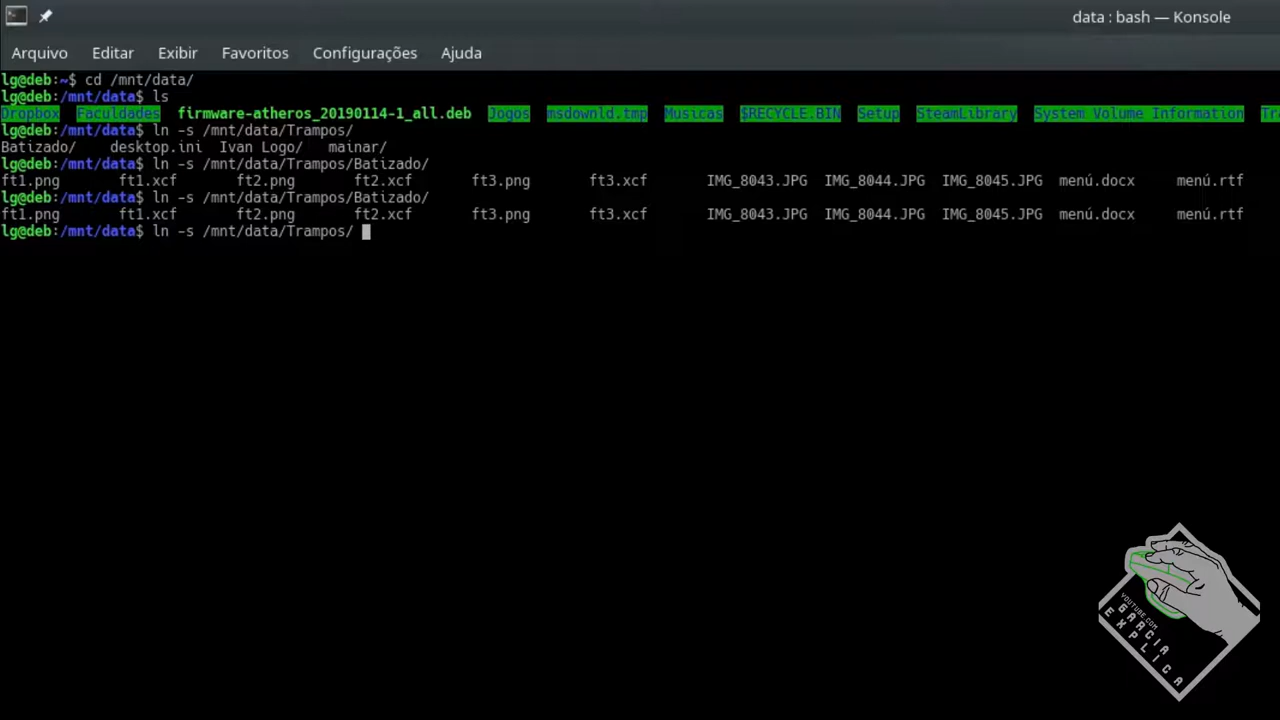 data : bash — Konsole
Arquivo Editar Exibir Favoritos Configurações Ajuda
lg@deb:~$ cd /mnt/data/
lg@deb:/mnt/data$ ls
Dropbox Faculdades firmware-atheros_20190114-1_all.deb Jogos msdownld.tmp Musicas $RECYCLE.BIN Setup SteamLibrary System Volume Information
lg@deb:/mnt/data$ ln -s /mnt/data/Trampos/
Batizado/ desktop.ini Ivan Logo/ mainar/
lg@deb:/mnt/data$ ln -s /mnt/data/Trampos/Batizado/
ft1.png ft1.xcf ft2.png ft2.xcf ft3.png ft3.xcf IMG_8043.JPG IMG_8044.JPG IMG_8045.JPG menú.docx menú.rtf
lg@deb:/mnt/data$ ln -s /mnt/data/Trampos/Batizado/
ft1.png ft1.xcf ft2.png ft2.xcf ft3.png ft3.xcf IMG_8043.JPG IMG_8044.JPG IMG_8045.JPG menú.docx menú.rtf
lg@deb:/mnt/data$ ln -s /mnt/data/Trampos/
YOUTUBE.COM
GARCIA
EXPLICA